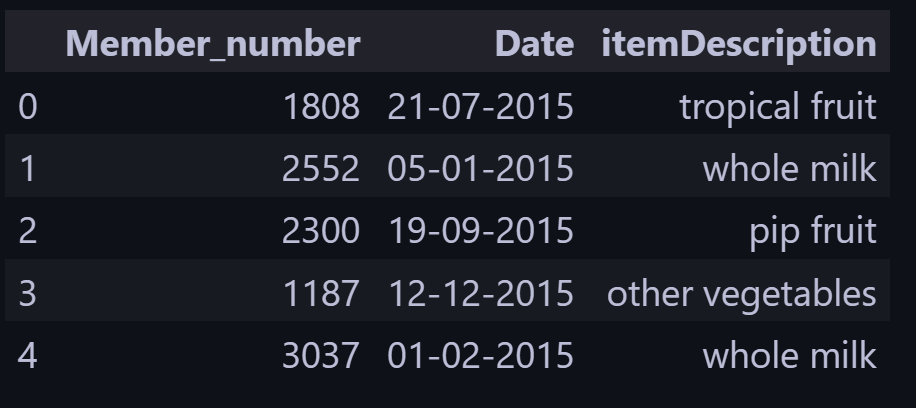 Member_number Date itemDescription
0 1808 21-07-2015 tropical fruit
1 2552 05-01-2015 whole milk
2 2300 19-09-2015 pip fruit
3 1187 12-12-2015 other vegetables
4 3037 01-02-2015 whole milk